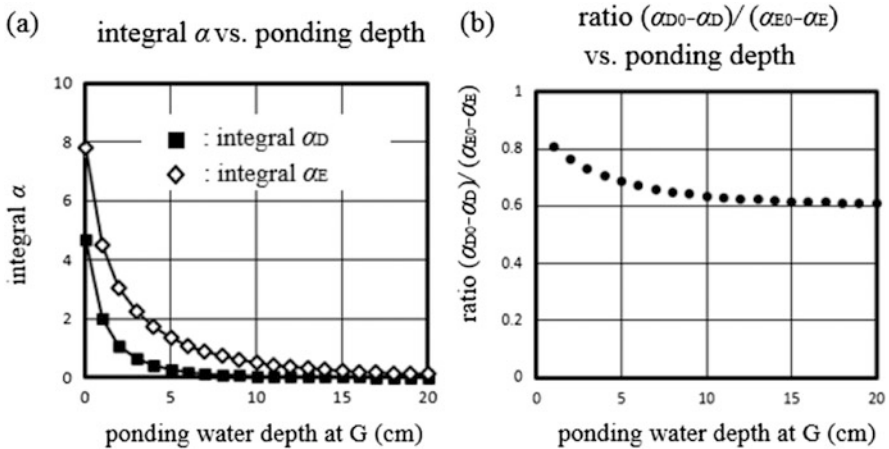 (a)
integral α vs. ponding depth
10
8
6
4
2
0
integral α
: integral αD
: integral αE
0
5
10
15
20
ponding water depth at G (cm)
(b)
ratio (αD0-αD)/(αE0-αE)
vs. ponding depth
1
0.8
0.6
0.4
0.2
0
ratio (αD0-αD)/(αE0-αE)
0
5
10
15
20
ponding water depth at G (cm)